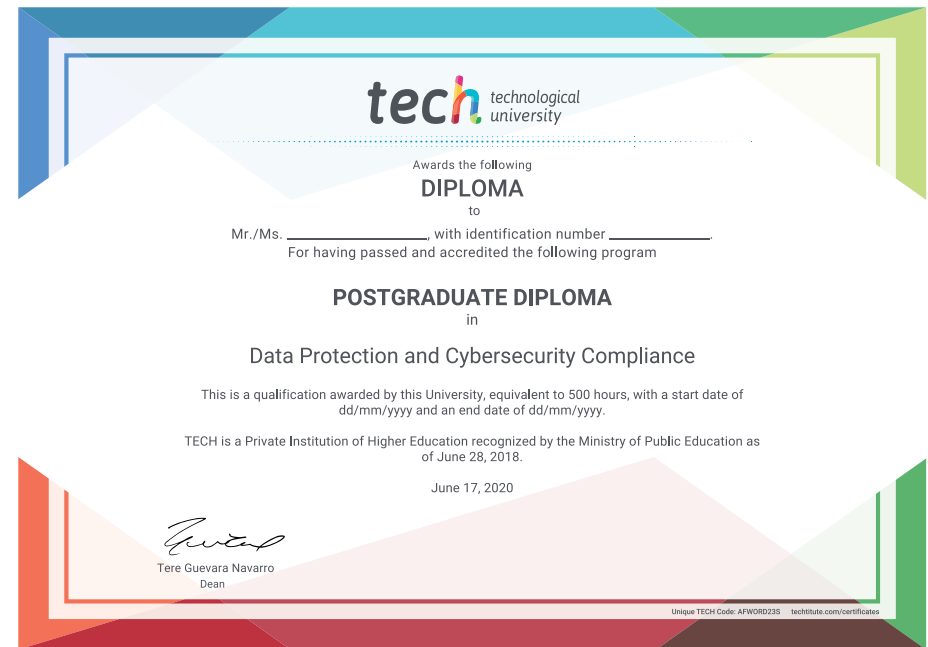 tech technological
university
Awards the following
DIPLOMA
to
Mr./Ms. __________________, with identification number _____________.
For having passed and accredited the following program
POSTGRADUATE DIPLOMA
in
Data Protection and Cybersecurity Compliance
This is a qualification awarded by this University, equivalent to 500 hours, with a start date of
dd/mm/yyyy and an end date of dd/mm/yyyy.
TECH is a Private Institution of Higher Education recognized by the Ministry of Public Education as
of June 28, 2018.
June 17, 2020
Tere Guevara Navarro
Dean
Unique TECH Code: AFWORD23S techtitute.com/certificates